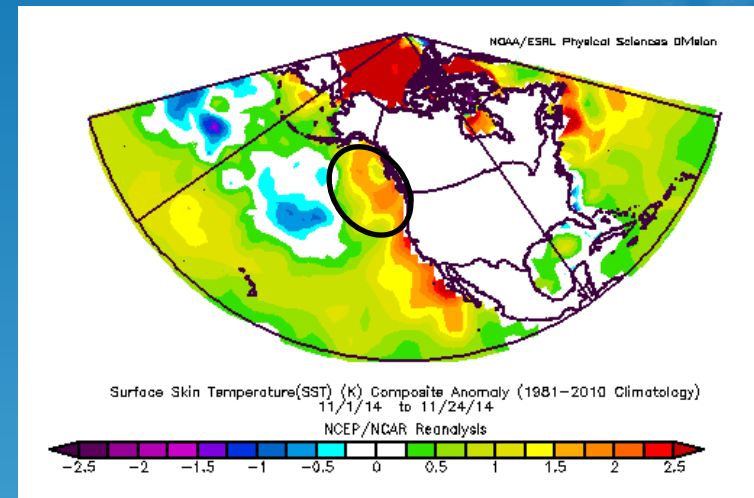 NOAA/ESRL Physical Sciences Division
Surface Skin Temperature(SST) (K) Composite Anomaly (1981-2010 Climatology)
11/1/14 to 11/24/14
NCEP/NCAR Reanalysis
-2.5 -2 -1.5 -1 -0.5 0 0.5 1 1.5 2 2.5